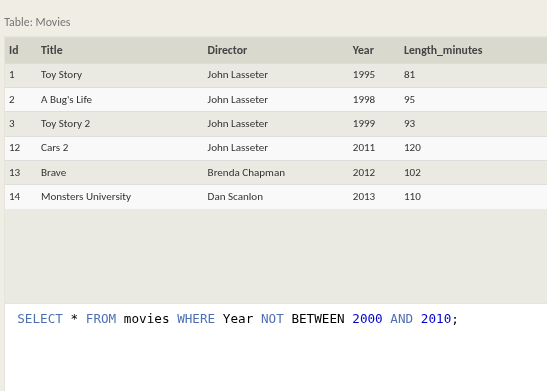 Table: Movies
Id Title Director Year Length_minutes
1 Toy Story John Lasseter 1995 81
2 A Bug's Life John Lasseter 1998 95
3 Toy Story 2 John Lasseter 1999 93
12 Cars 2 John Lasseter 2011 120
13 Brave Brenda Chapman 2012 102
14 Monsters University Dan Scanlon 2013 110
SELECT * FROM movies WHERE Year NOT BETWEEN 2000 AND 2010;